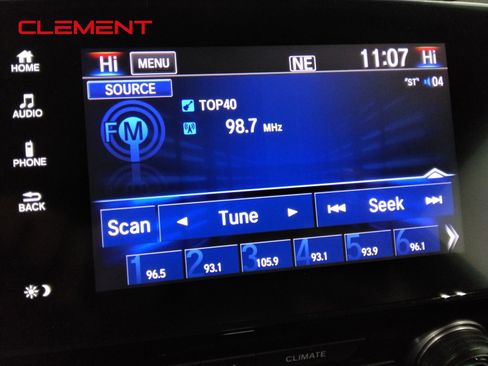 CLEMENT
HOME
AUDIO
PHONE
BACK
Hi MENU NE 11:07 Hi
SOURCE "ST" 04
FM TOP40
98.7 MHz
Scan Tune Seek
1 96.5 2 93.1 3 105.9 4 93.1 5 93.9 6 96.1
CLIMATE